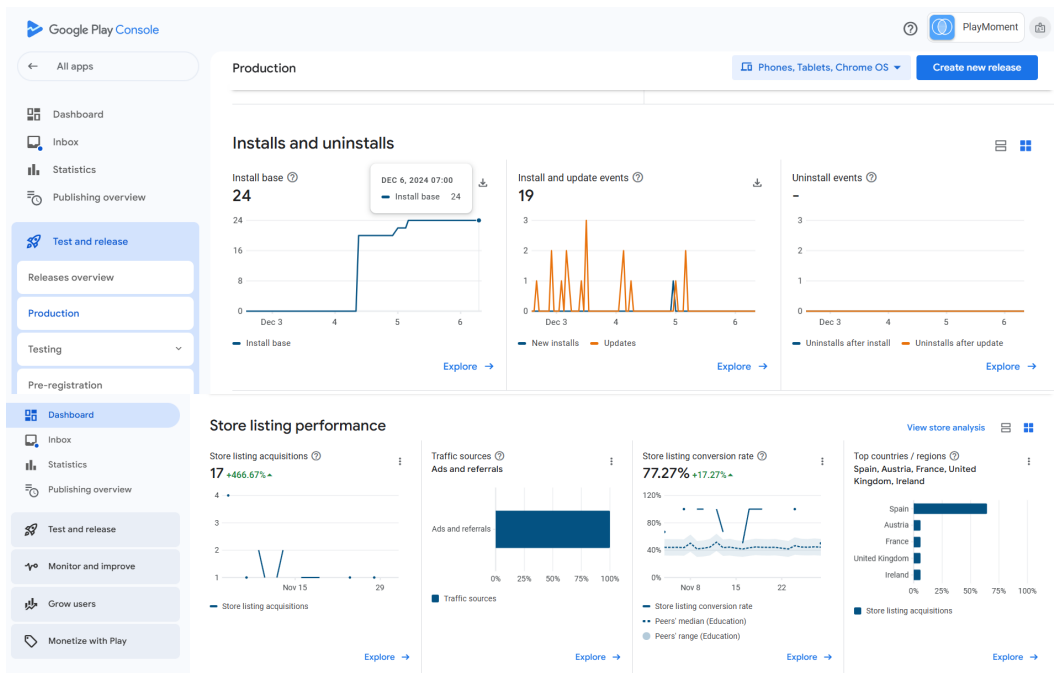 Google Play Console
PlayMoment
All apps
Production
Phones, Tablets, Chrome OS
Create new release
Dashboard
Inbox
Statistics
Publishing overview
Test and release
Releases overview
Production
Testing
Pre-registration
Installs and uninstalls
Install base
24
DEC 6, 2024 07:00
Install base 24
24
16
8
0
Dec 3 4 5 6
Install base
Explore
Install and update events
19
3
2
1
0
Dec 3 4 5 6
New installs Updates
Explore
Uninstall events
-
3
2
1
0
Dec 3 4 5 6
Uninstalls after install Uninstalls after update
Explore
Dashboard
Inbox
Statistics
Publishing overview
Test and release
Monitor and improve
Grow users
Monetize with Play
Store listing performance
View store analysis
Store listing acquisitions
17 +466.67%
4
3
2
1
Nov 15 29
Store listing acquisitions
Explore
Traffic sources
Ads and referrals
Ads and referrals
0% 25% 50% 75% 100%
Traffic sources
Explore
Store listing conversion rate
77.27% +17.27%
120%
80%
40%
0%
Nov 8 15 22
Store listing conversion rate
Peers' median (Education)
Peers' range (Education)
Explore
Top countries / regions
Spain, Austria, France, United
Kingdom, Ireland
Spain
Austria
France
United Kingdom
Ireland
0% 25% 50% 75% 100%
Store listing acquisitions
Explore